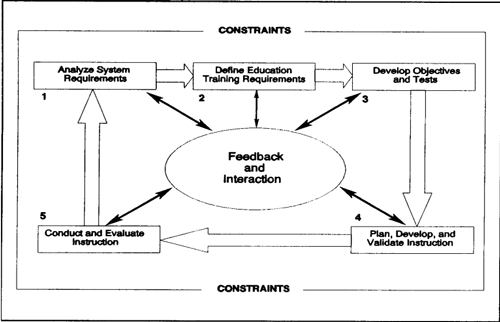 CONSTRAINTS
Analyze System
Requirements
1
Define Education
Training Requirements
2
Develop Objectives
and Tests
3
Feedback
and
Interaction
5
Conduct and Evaluate
Instruction
4
Plan, Develop, and
Validate Instruction
CONSTRAINTS